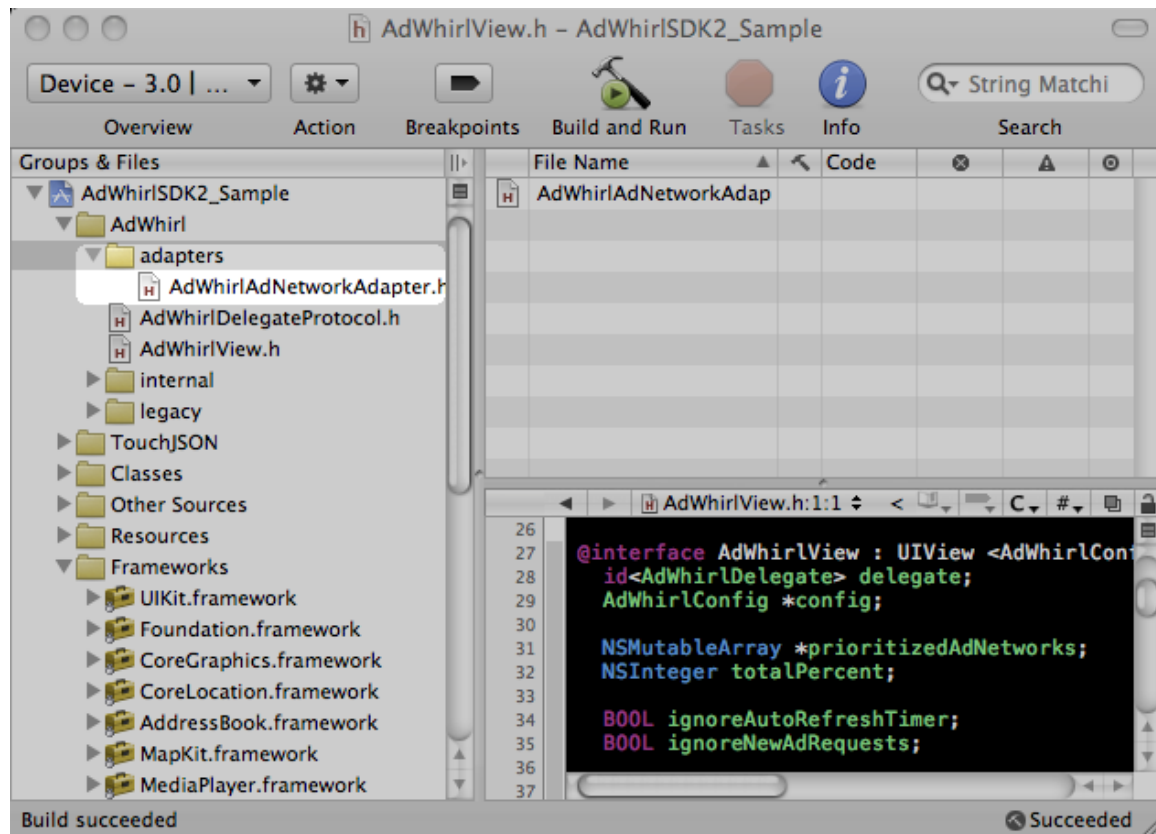 AdWhirlView.h – AdWhirlSDK2_Sample
Device – 3.0 | ...
String Matchi
Overview Action Breakpoints Build and Run Tasks Info Search
Groups & Files
AdWhirlSDK2_Sample
AdWhirl
adapters
AdWhirlAdNetworkAdapter.h
AdWhirlDelegateProtocol.h
AdWhirlView.h
internal
legacy
TouchJSON
Classes
Other Sources
Resources
Frameworks
UIKit.framework
Foundation.framework
CoreGraphics.framework
CoreLocation.framework
AddressBook.framework
MapKit.framework
MediaPlayer.framework
File Name Code
AdWhirlAdNetworkAdap
AdWhirlView.h:1:1 < C #
26
27 @interface AdWhirlView : UIView <AdWhirlCon
28 id<AdWhirlDelegate> delegate;
29 AdWhirlConfig *config;
30
31 NSMutableArray *prioritizedAdNetworks;
32 NSInteger totalPercent;
33
34 BOOL ignoreAutoRefreshTimer;
35 BOOL ignoreNewAdRequests;
36
37
Build succeeded Succeeded